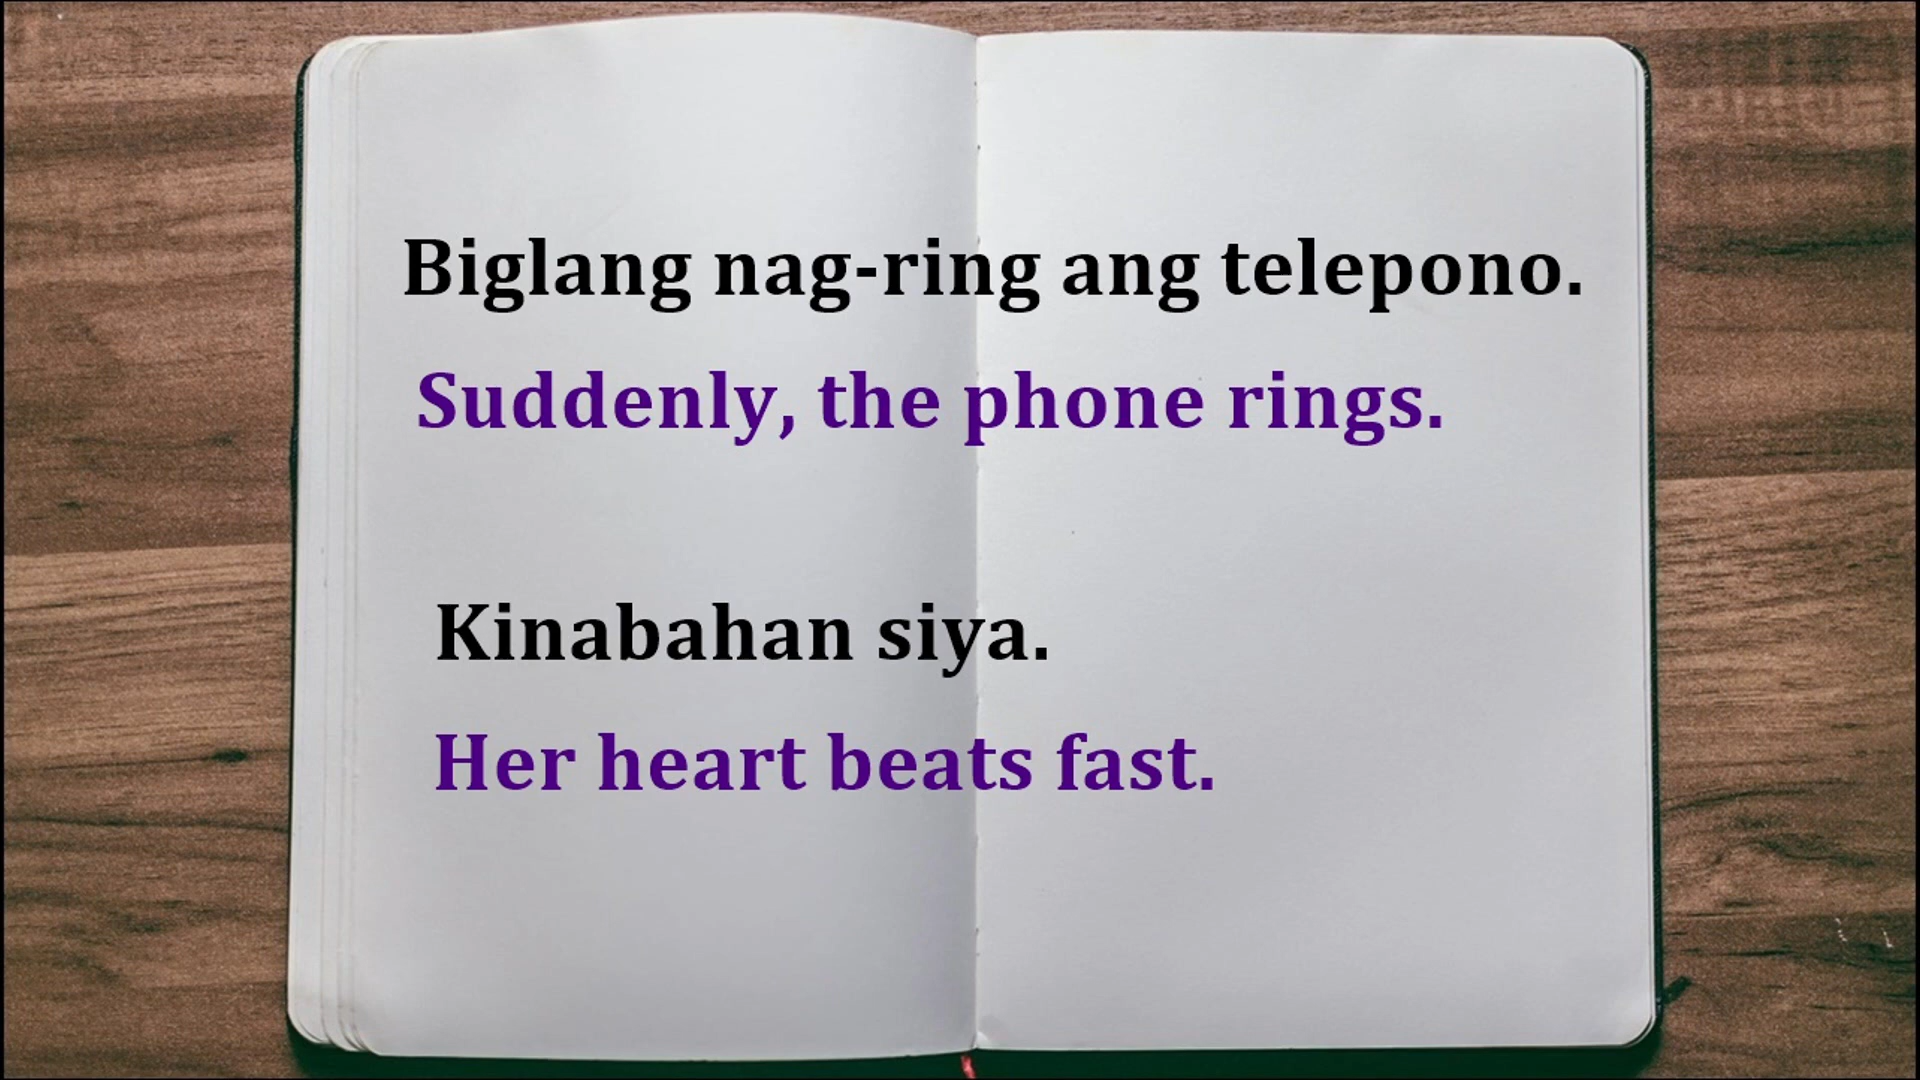 Biglang nag-ring ang telepono.
Suddenly, the phone rings.
Kinabahan siya.
Her heart beats fast.